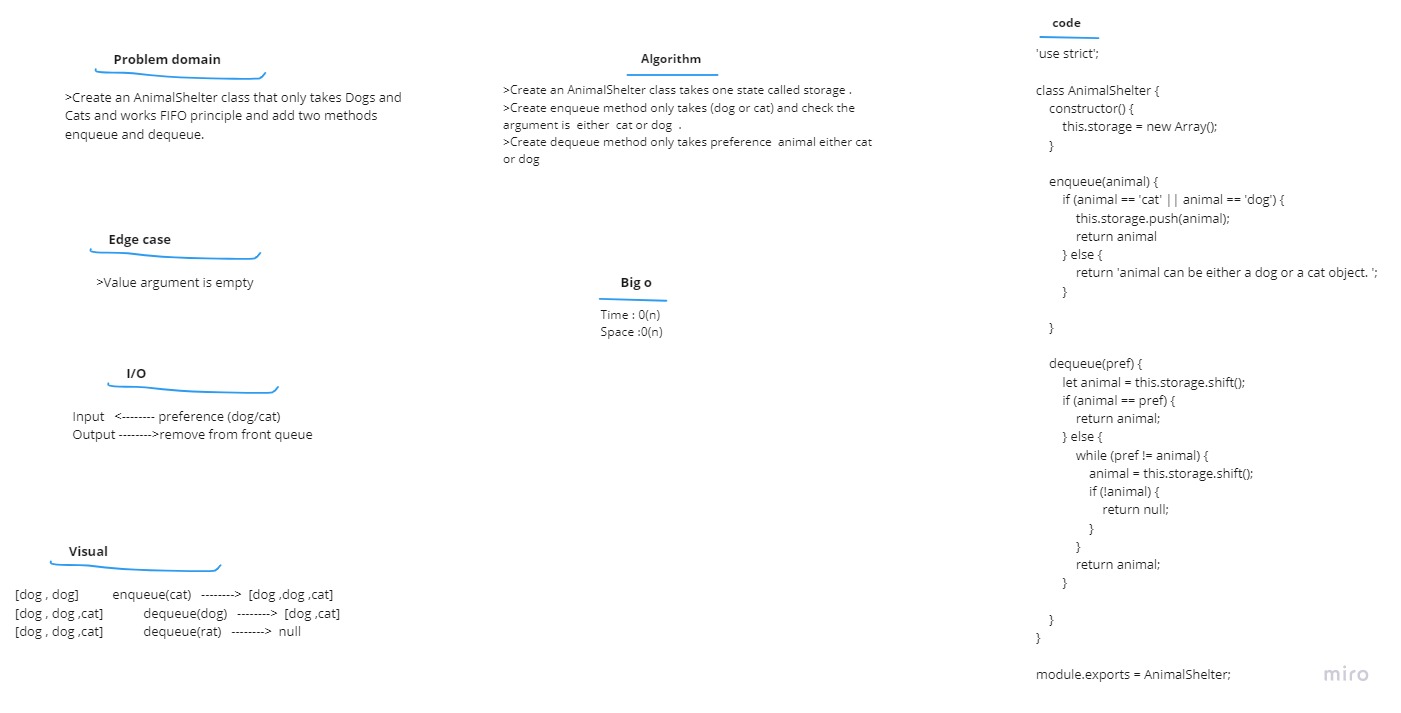 Problem domain
>Create an AnimalShelter class that only takes Dogs and
Cats and works FIFO principle and add two methods
enqueue and dequeue.
Edge case
>Value argument is empty
I/O
Input <-------- preference (dog/cat)
Output -------->remove from front queue
Visual
[dog , dog] enqueue(cat) --------> [dog ,dog ,cat]
[dog , dog ,cat] dequeue(dog) --------> [dog ,cat]
[dog , dog ,cat] dequeue(rat) --------> null
Algorithm
>Create an AnimalShelter class takes one state called storage .
>Create enqueue method only takes (dog or cat) and check the
argument is either cat or dog .
>Create dequeue method only takes preference animal either cat
or dog
Big o
Time : 0(n)
Space :0(n)
code
'use strict';
class AnimalShelter {
constructor() {
this.storage = new Array();
}
enqueue(animal) {
if (animal == 'cat' || animal == 'dog') {
this.storage.push(animal);
return animal
} else {
return 'animal can be either a dog or a cat object. ';
}
}
dequeue(pref) {
let animal = this.storage.shift();
if (animal == pref) {
return animal;
} else {
while (pref != animal) {
animal = this.storage.shift();
if (!animal) {
return null;
}
}
return animal;
}
}
}
module.exports = AnimalShelter;
miro